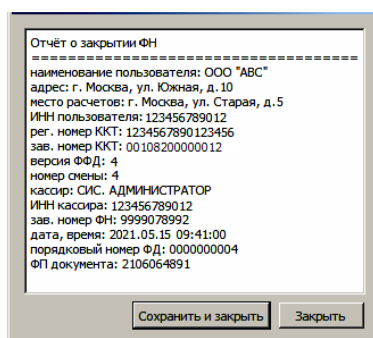 Отчёт о закрытии ФН
========================================
наименование пользователя: ООО "АВС"
адрес: г. Москва, ул. Южная, д.10
место расчетов: г. Москва, ул. Старая, д.5
ИНН пользователя: 123456789012
рег. номер ККТ: 1234567890123456
зав. номер ККТ: 00108200000012
версия ФФД: 4
номер смены: 4
кассир: СИС. АДМИНИСТРАТОР
ИНН кассира: 123456789012
зав. номер ФН: 9999078992
дата, время: 2021.05.15 09:41:00
порядковый номер ФД: 0000000004
ФП документа: 2106064891
Сохранить и закрыть Закрыть